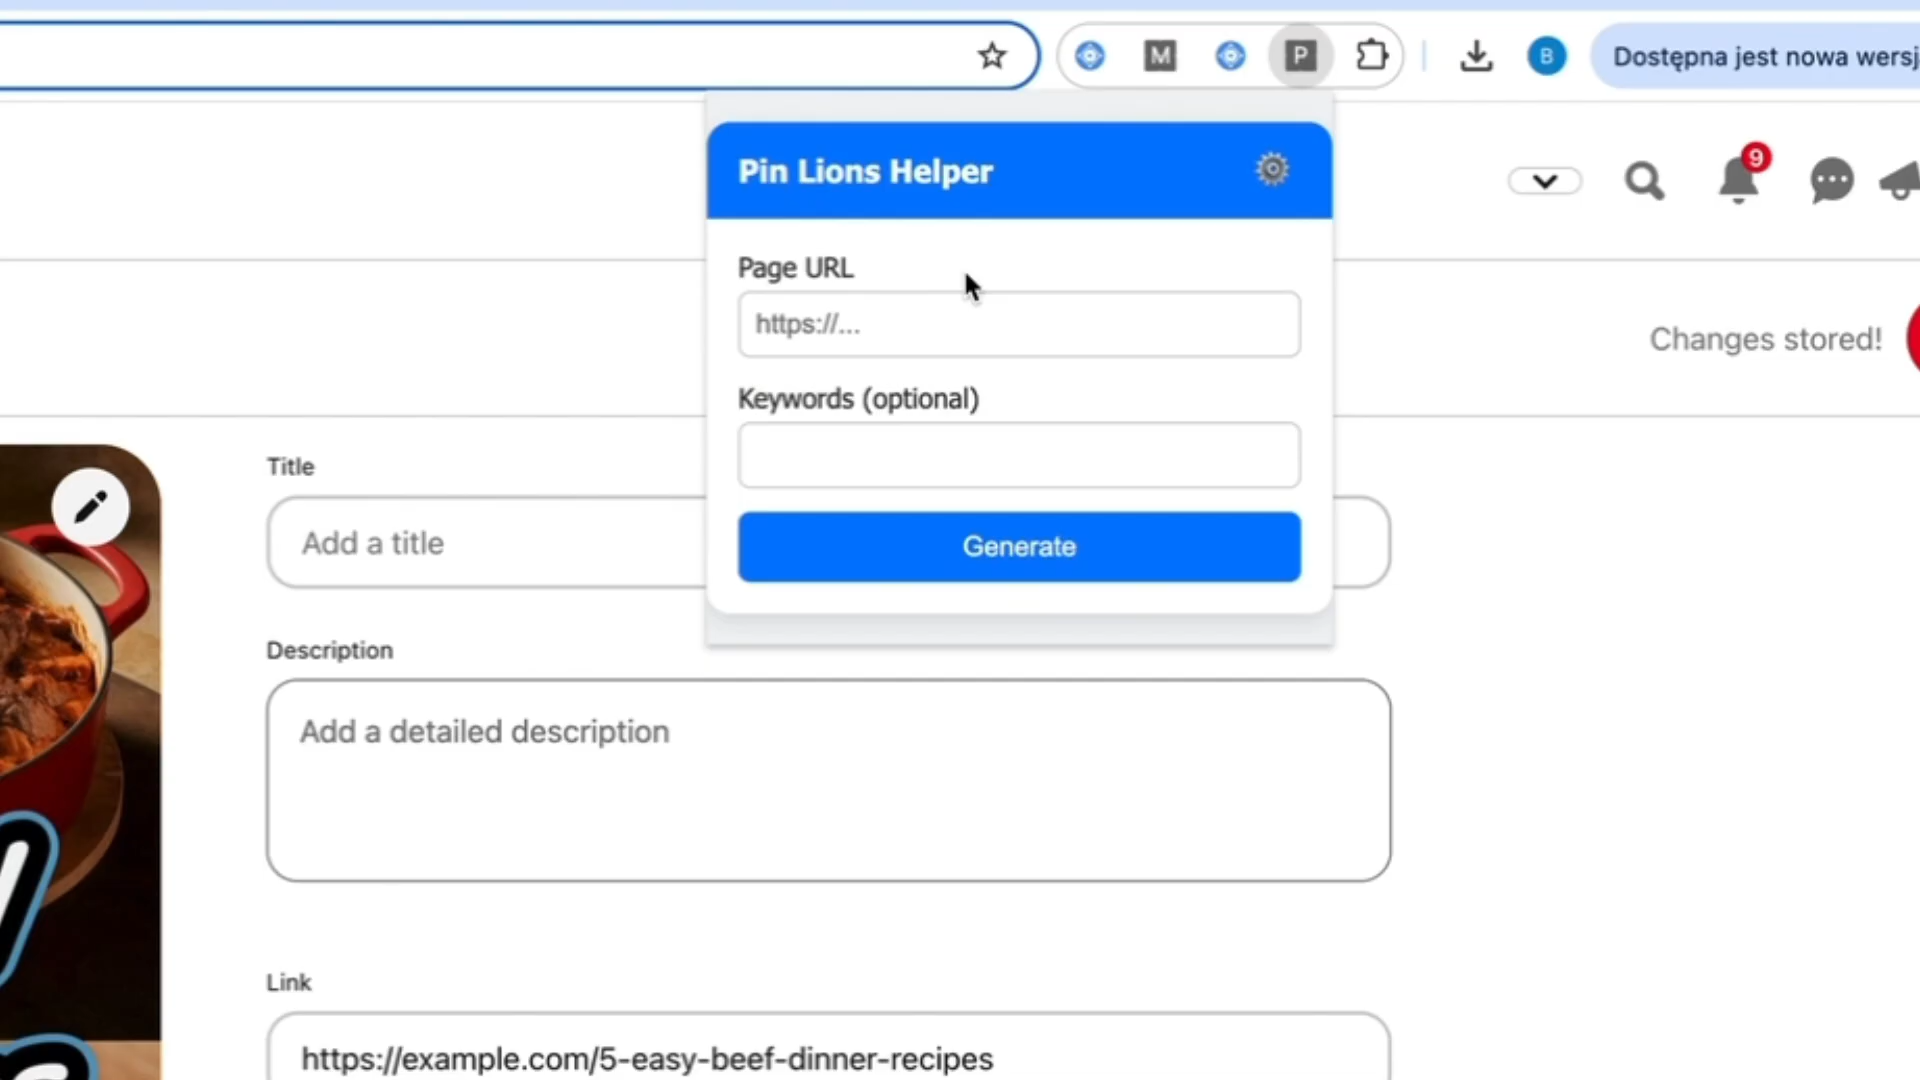 M
P
B
Dostępna jest nowa wersj
Pin Lions Helper
9
Page URL
https://...
Changes stored!
Keywords (optional)
Generate
Title
Add a title
Description
Add a detailed description
Link
https://example.com/5-easy-beef-dinner-recipes